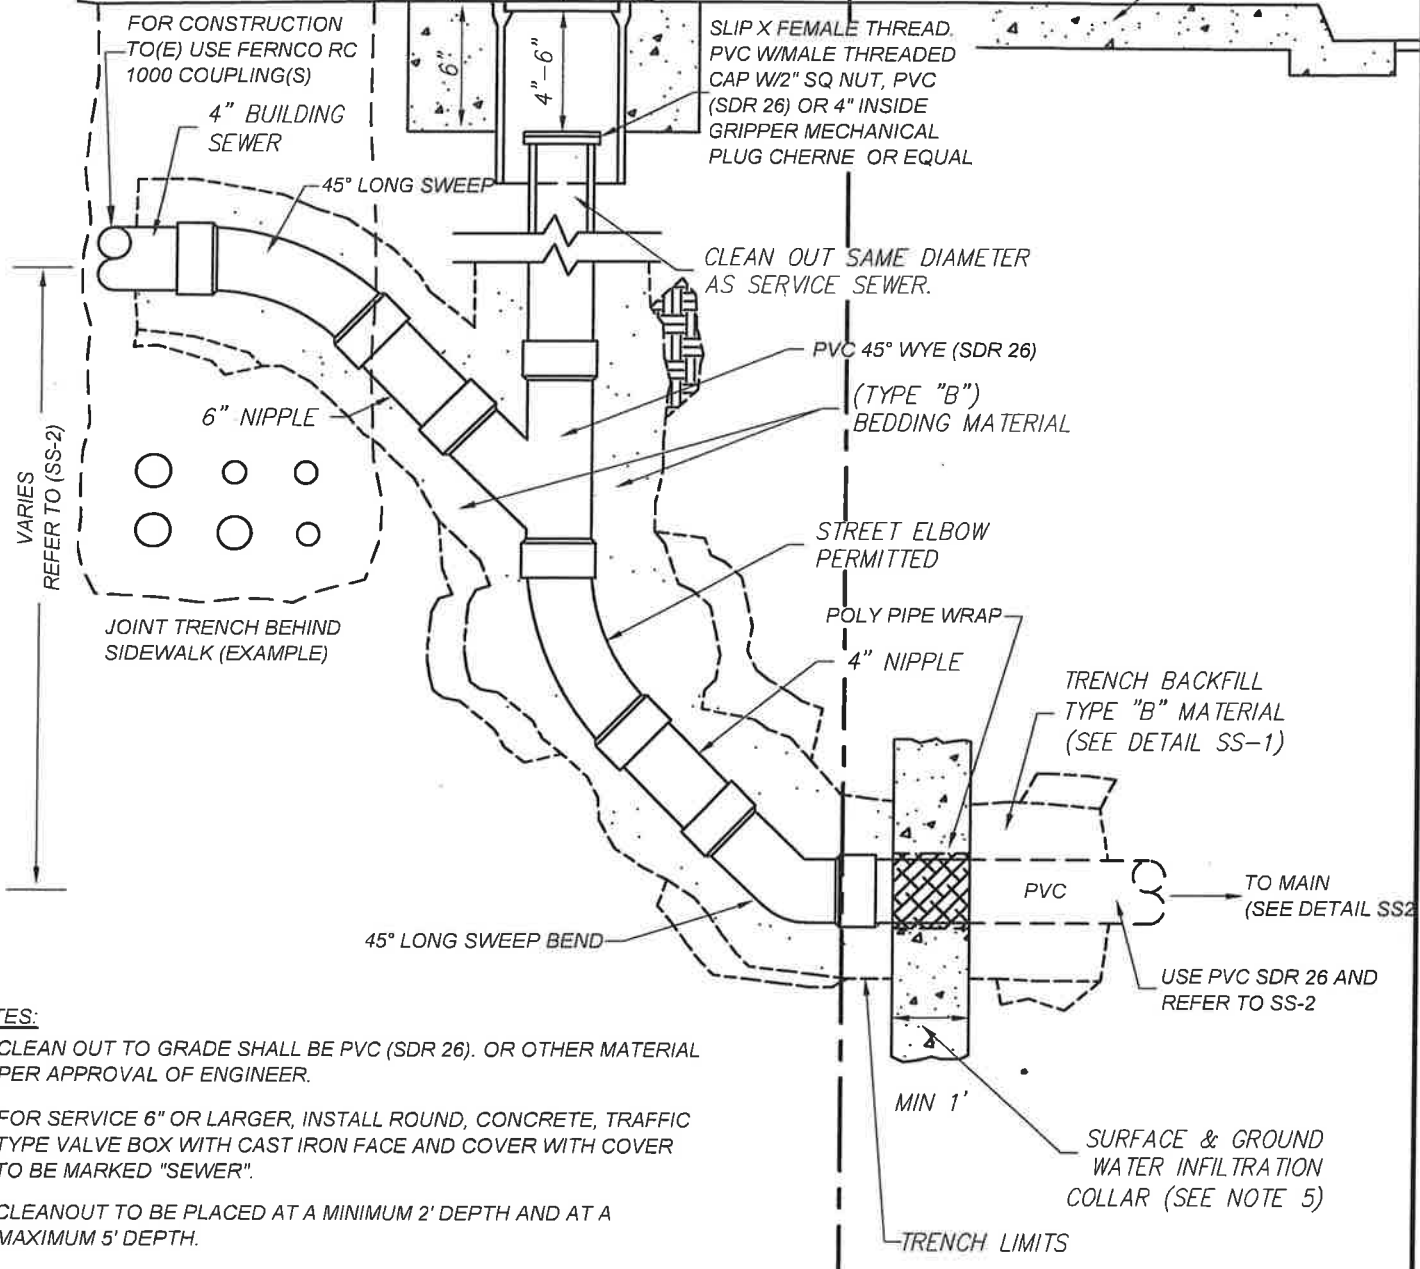 FOR CONSTRUCTION
TO(E) USE FERNCO RC
1000 COUPLING(S)
4" BUILDING
SEWER
45° LONG SWEEP
6"
4"-6"
SLIP X FEMALE THREAD.
PVC W/MALE THREADED
CAP W/2" SQ NUT, PVC
(SDR 26) OR 4" INSIDE
GRIPPER MECHANICAL
PLUG CHERNE OR EQUAL
CLEAN OUT SAME DIAMETER
AS SERVICE SEWER.
PVC 45° WYE (SDR 26)
(TYPE "B")
BEDDING MATERIAL
6" NIPPLE
VARIES
REFER TO (SS-2)
JOINT TRENCH BEHIND
SIDEWALK (EXAMPLE)
STREET ELBOW
PERMITTED
POLY PIPE WRAP
4" NIPPLE
TRENCH BACKFILL
TYPE "B" MATERIAL
(SEE DETAIL SS-1)
PVC
TO MAIN
(SEE DETAIL SS2
45° LONG SWEEP BEND
USE PVC SDR 26 AND
REFER TO SS-2
MIN 1'
SURFACE & GROUND
WATER INFILTRATION
COLLAR (SEE NOTE 5)
TRENCH LIMITS
TES:
CLEAN OUT TO GRADE SHALL BE PVC (SDR 26). OR OTHER MATERIAL
PER APPROVAL OF ENGINEER.
FOR SERVICE 6" OR LARGER, INSTALL ROUND, CONCRETE, TRAFFIC
TYPE VALVE BOX WITH CAST IRON FACE AND COVER WITH COVER
TO BE MARKED "SEWER".
CLEANOUT TO BE PLACED AT A MINIMUM 2' DEPTH AND AT A
MAXIMUM 5' DEPTH.